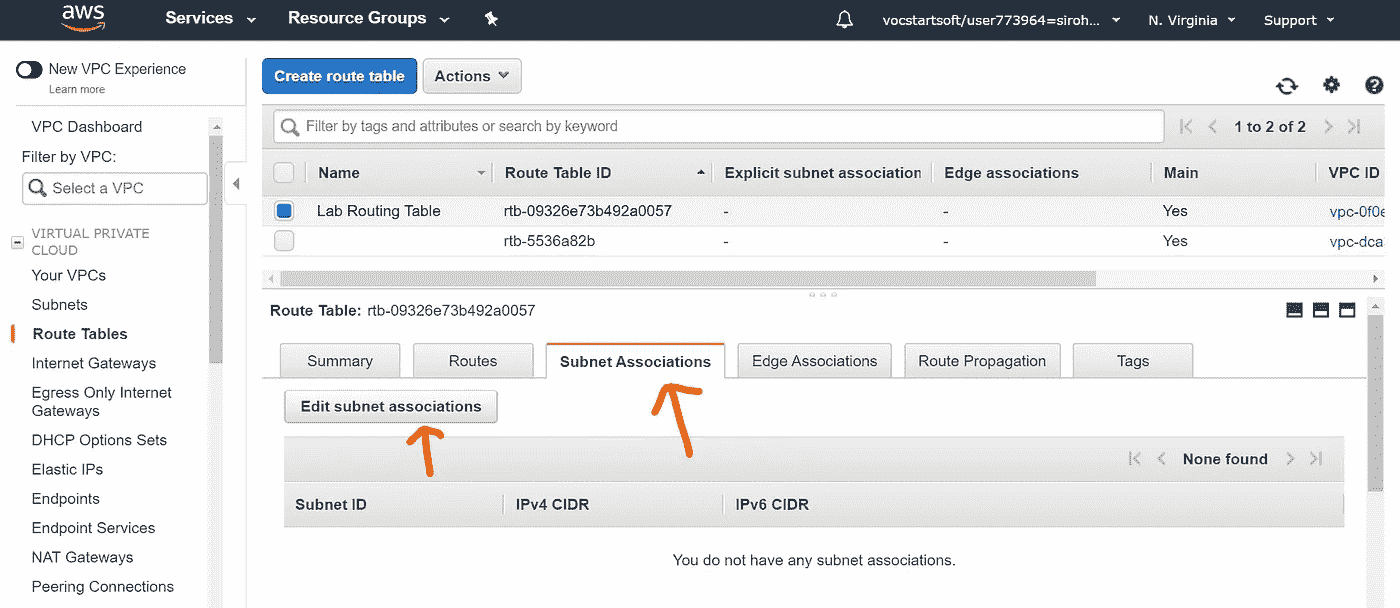 aws
Services
Resource Groups
vocstartsoft/user773964=siroh...
N. Virginia
Support
New VPC Experience
Learn more
VPC Dashboard
Filter by VPC:
Select a VPC
VIRTUAL PRIVATE
CLOUD
Your VPCs
Subnets
Route Tables
Internet Gateways
Egress Only Internet
Gateways
DHCP Options Sets
Elastic IPs
Endpoints
Endpoint Services
NAT Gateways
Peering Connections
Create route table
Actions
Filter by tags and attributes or search by keyword
1 to 2 of 2
Name Route Table ID Explicit subnet association Edge associations Main VPC ID
Lab Routing Table rtb-09326e73b492a0057 - - Yes vpc-0f0e
rtb-5536a82b - - Yes vpc-dca
Route Table: rtb-09326e73b492a0057
Summary Routes Subnet Associations Edge Associations Route Propagation Tags
Edit subnet associations
None found
Subnet ID IPv4 CIDR IPv6 CIDR
You do not have any subnet associations.